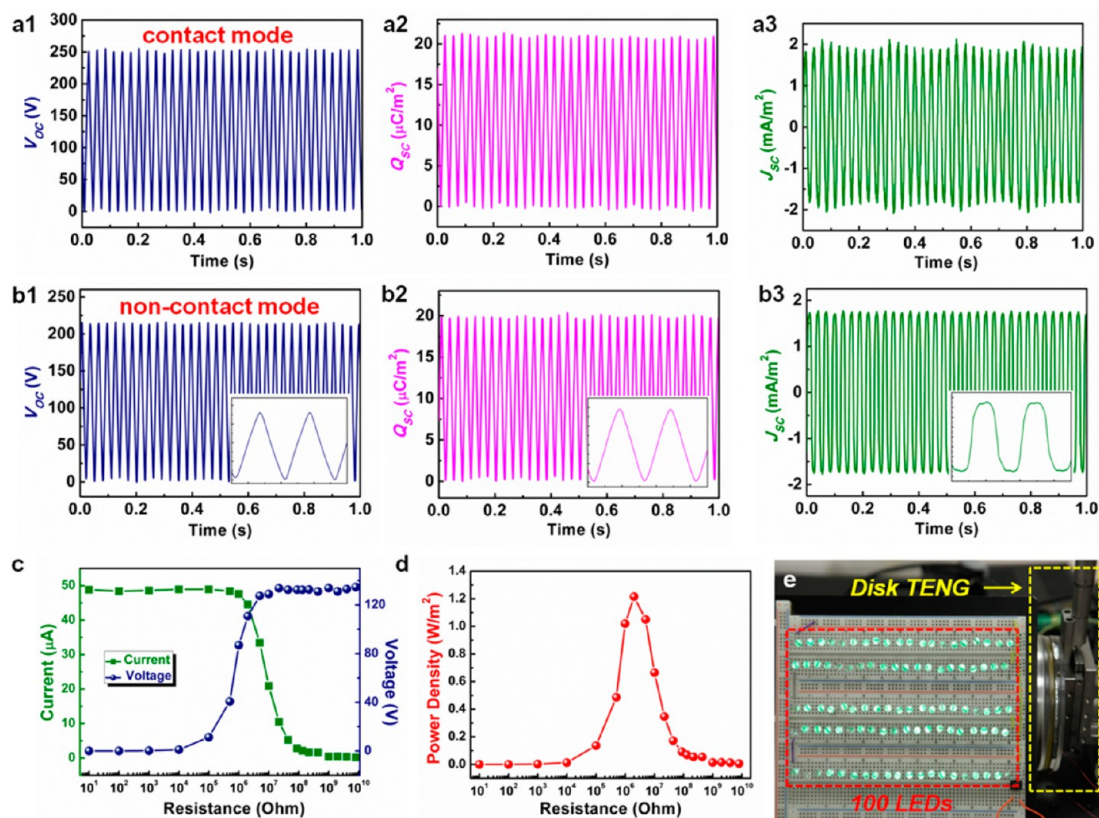 a1
contact mode
V_OC (V)
300
250
200
150
100
50
0
0.0 0.2 0.4 0.6 0.8 1.0
Time (s)
a2
Q_SC (μC/m²)
20
15
10
5
0
0.0 0.2 0.4 0.6 0.8 1.0
Time (s)
a3
J_SC (mA/m²)
2
1
0
-1
-2
0.0 0.2 0.4 0.6 0.8 1.0
Time (s)
b1
non-contact mode
V_OC (V)
250
200
150
100
50
0
0.0 0.2 0.4 0.6 0.8 1.0
Time (s)
b2
Q_SC (μC/m²)
25
20
15
10
5
0
0.0 0.2 0.4 0.6 0.8 1.0
Time (s)
b3
J_SC (mA/m²)
2
1
0
-1
-2
0.0 0.2 0.4 0.6 0.8 1.0
Time (s)
c
Current (μA)
50
40
30
20
10
0
Current
Voltage
Voltage (V)
120
80
40
0
10¹ 10² 10³ 10⁴ 10⁵ 10⁶ 10⁷ 10⁸ 10⁹ 10¹⁰
Resistance (Ohm)
d
Power Density (W/m²)
1.4
1.2
1.0
0.8
0.6
0.4
0.2
0.0
10¹ 10² 10³ 10⁴ 10⁵ 10⁶ 10⁷ 10⁸ 10⁹ 10¹⁰
Resistance (Ohm)
e
Disk TENG
100 LEDs